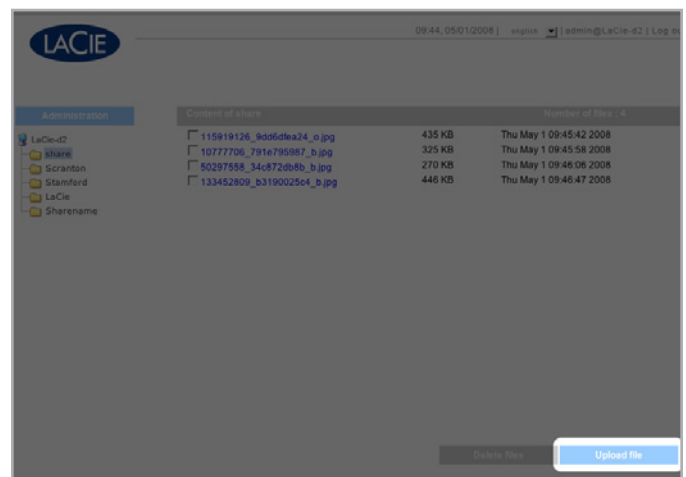 LACIE
09:44, 05/01/2008 | english | admin@LaCie-d2 | Log ou
Administration
Content of share Number of files : 4
LaCie-d2
share
Scranton
Stamford
LaCie
Sharename
115919126_9dd6dfea24_o.jpg 435 KB Thu May 1 09:45:42 2008
10777706_791e795987_b.jpg 325 KB Thu May 1 09:45:58 2008
50297558_34c872db8b_b.jpg 270 KB Thu May 1 09:46:06 2008
133452809_b3190025c4_b.jpg 446 KB Thu May 1 09:46:47 2008
Delete files Upload file